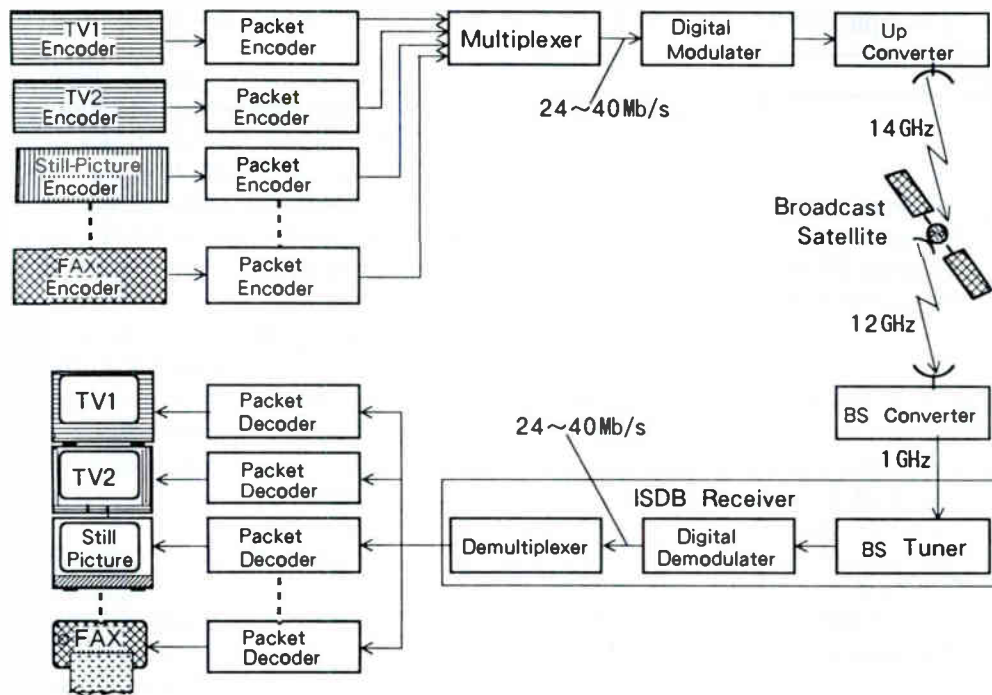 TV1
Encoder
Packet
Encoder
Multiplexer
Digital
Modulater
Up
Converter
TV2
Encoder
Packet
Encoder
24～40Mb/s
14GHz
Still-Picture
Encoder
Packet
Encoder
Broadcast
Satellite
FAX
Encoder
Packet
Encoder
12GHz
TV1
Packet
Decoder
BS Converter
24～40Mb/s
1GHz
TV2
Packet
Decoder
ISDB Receiver
Still
Picture
Packet
Decoder
Demultiplexer
Digital
Demodulater
BS Tuner
FAX
Packet
Decoder